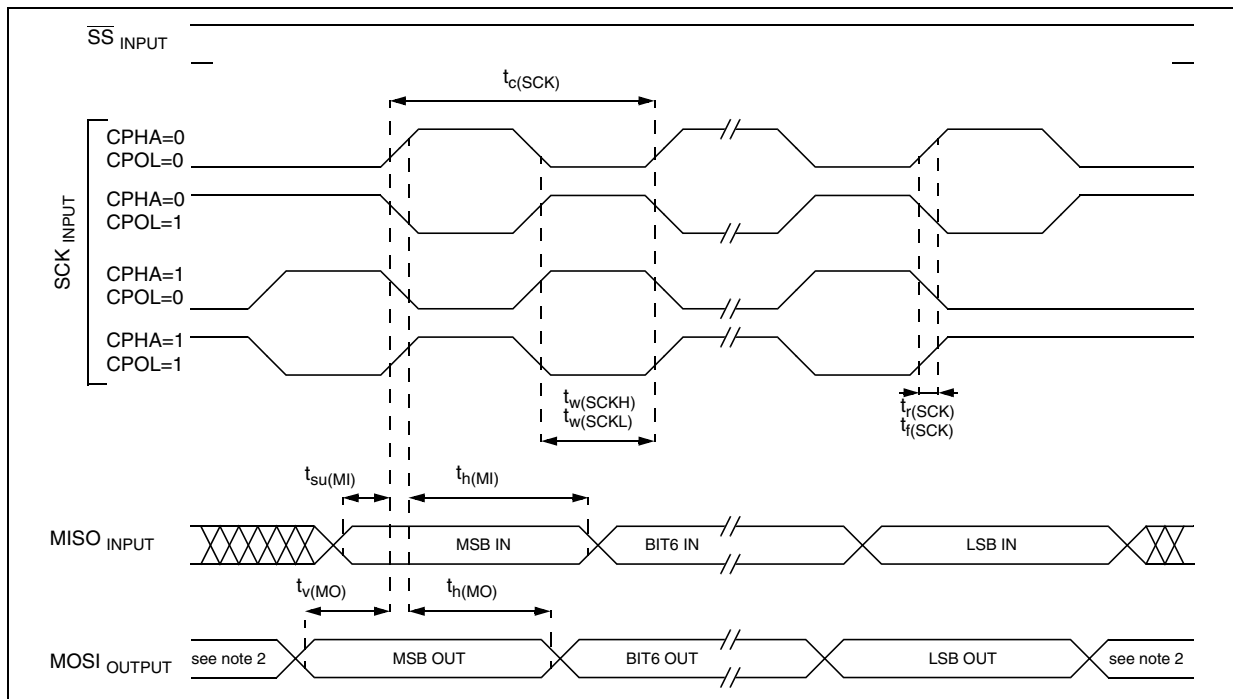 SS INPUT
tc(SCK)
SCK INPUT
CPHA=0
CPOL=0
CPHA=0
CPOL=1
CPHA=1
CPOL=0
CPHA=1
CPOL=1
tw(SCKH)
tw(SCKL)
tr(SCK)
tf(SCK)
tsu(MI)
th(MI)
MISO INPUT
MSB IN
BIT6 IN
LSB IN
tv(MO)
th(MO)
MOSI OUTPUT
see note 2
MSB OUT
BIT6 OUT
LSB OUT
see note 2